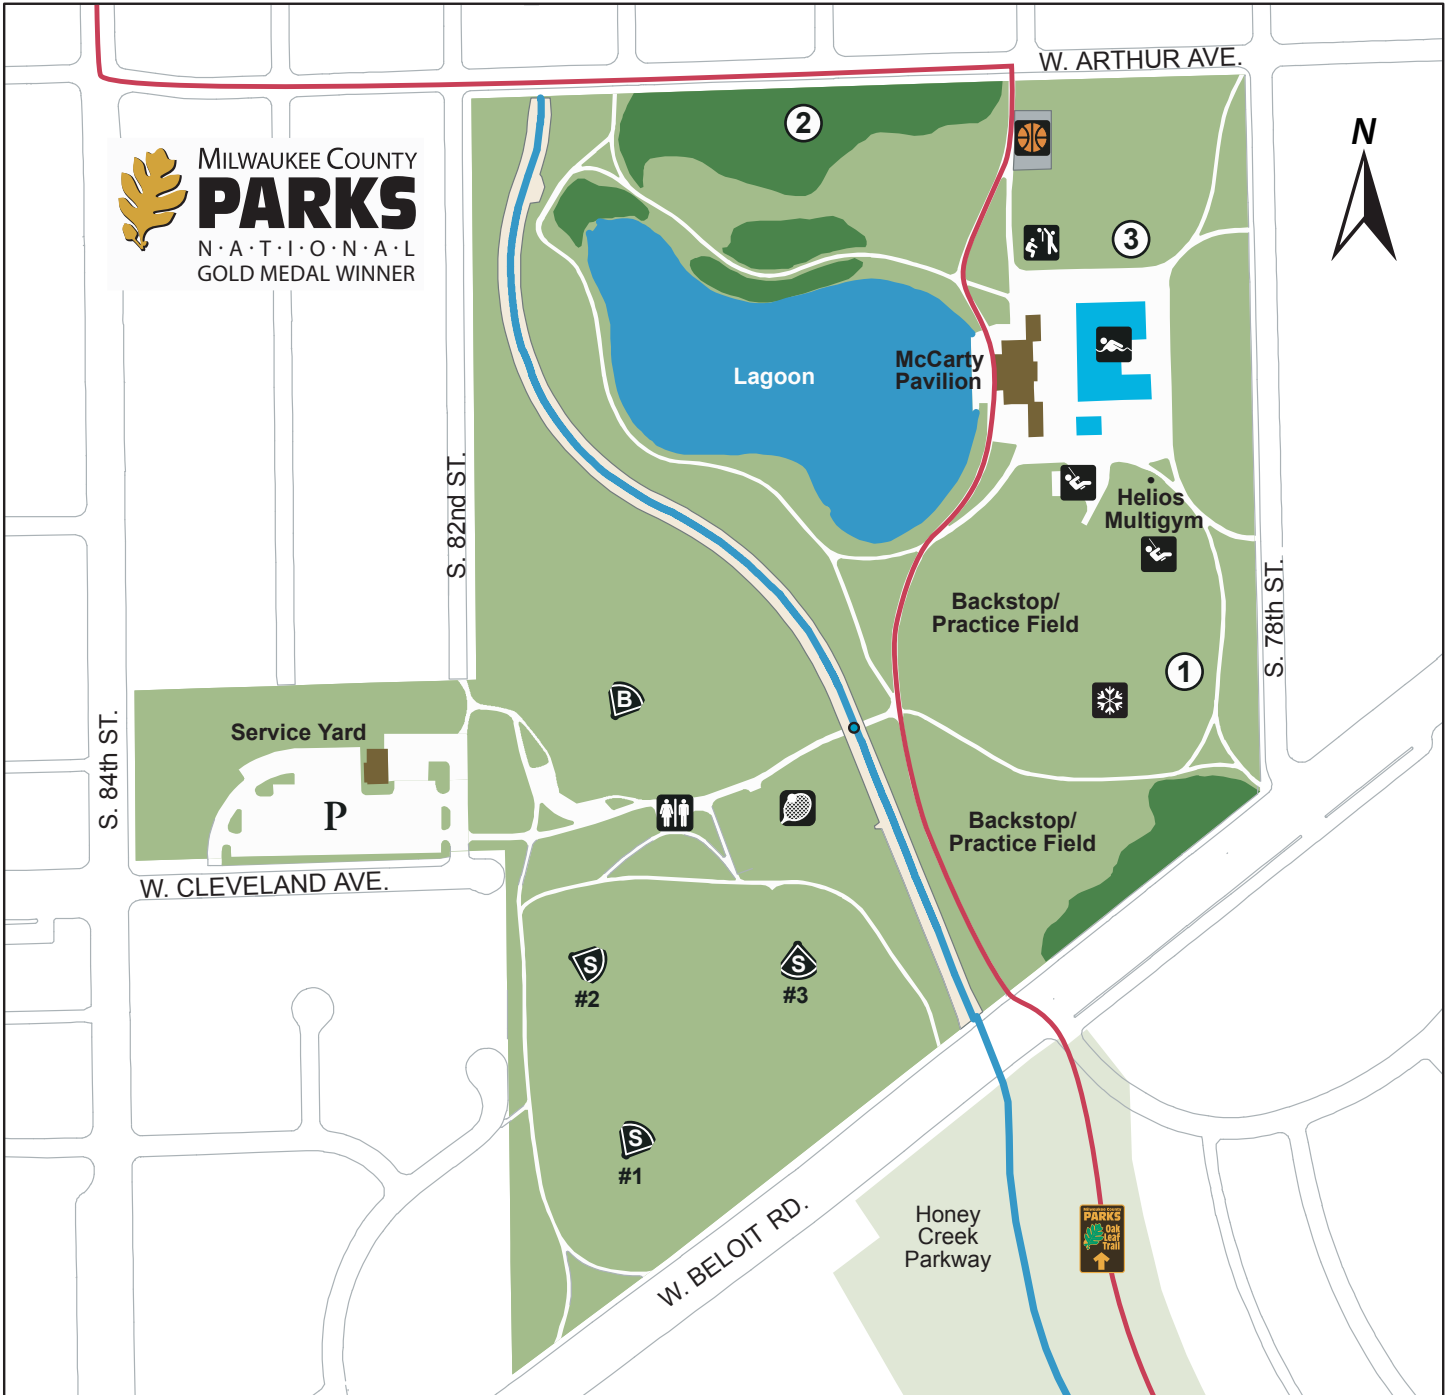 W. ARTHUR AVE.
MILWAUKEE COUNTY
PARKS
N·A·T·I·O·N·A·L
GOLD MEDAL WINNER
N
2
3
Lagoon
McCarty
Pavilion
S. 82nd ST.
Helios
Multigym
Backstop/
Practice Field
S. 78th ST.
1
B
Service Yard
S. 84th ST.
P
Backstop/
Practice Field
W. CLEVELAND AVE.
S
#2
S
#3
S
#1
W. BELOIT RD.
Honey
Creek
Parkway
Milwaukee County
PARKS
Oak
Leaf
Trail